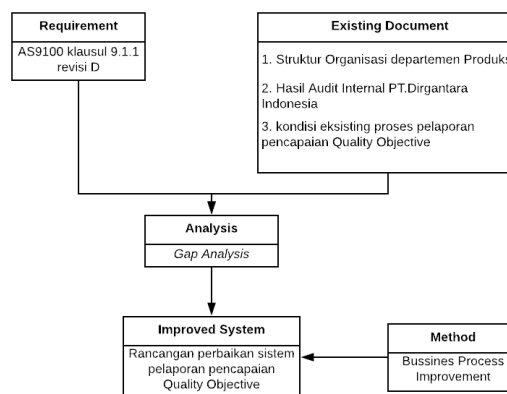 Requirement
AS9100 klausul 9.1.1
revisi D
Existing Document
1. Struktur Organisasi departemen Produks
2. Hasil Audit Internal PT.Dirgantara
Indonesia
3. kondisi eksisting proses pelaporan
pencapaian Quality Objective
Analysis
Gap Analysis
Improved System
Rancangan perbaikan sistem
pelaporan pencapaian
Quality Objective
Method
Bussines Process
Improvement